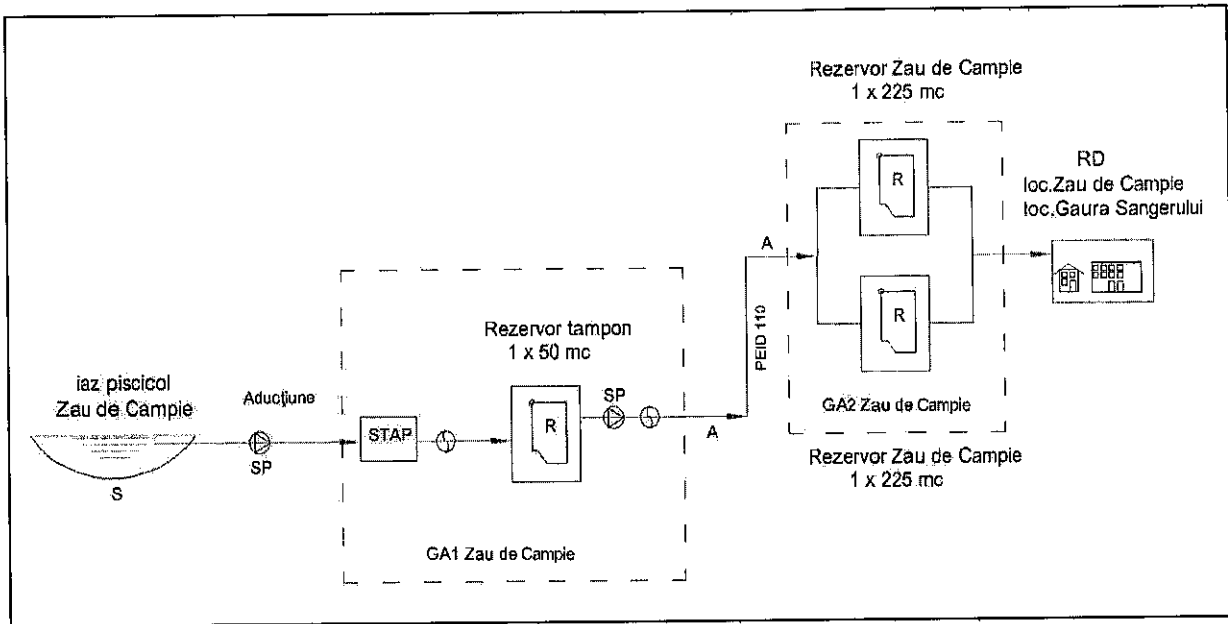 Rezervor Zau de Campie
1 x 225 mc
RD
loc.Zau de Campie
loc.Gaura Sangerului
R
A
PEID 110
R
GA2 Zau de Campie
Rezervor Zau de Campie
1 x 225 mc
Rezervor tampon
1 x 50 mc
iaz piscicol
Zau de Campie
Aducţiune
SP
S
STAP
R
SP
A
GA1 Zau de Campie